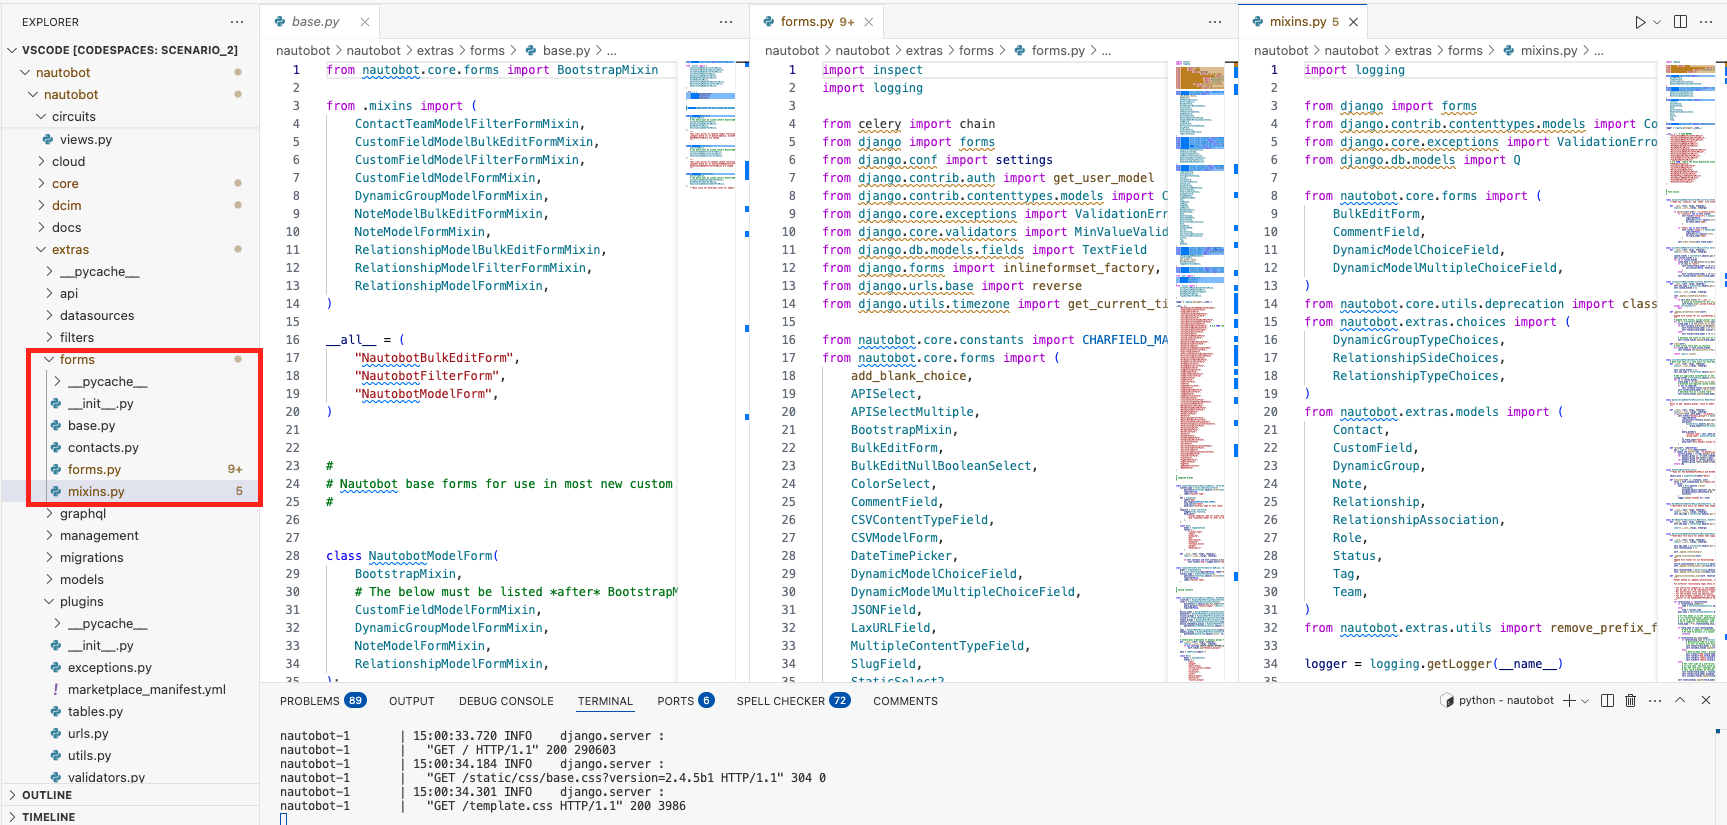 EXPLORER
VSCODE [CODESPACES: SCENARIO_2]
nautobot
nautobot
circuits
views.py
cloud
core
dcim
docs
extras
__pycache__
api
datasources
filters
forms
__pycache__
__init__.py
base.py
contacts.py
forms.py 9+
mixins.py 5
graphql
management
migrations
models
plugins
__pycache__
__init__.py
exceptions.py
! marketplace_manifest.yml
tables.py
urls.py
utils.py
validators.py
OUTLINE
TIMELINE
base.py
nautobot > nautobot > extras > forms > base.py > ...
1 from nautobot.core.forms import BootstrapMixin
2
3 from .mixins import (
4 ContactTeamModelFilterFormMixin,
5 CustomFieldModelBulkEditFormMixin,
6 CustomFieldModelFilterFormMixin,
7 CustomFieldModelFormMixin,
8 DynamicGroupModelFormMixin,
9 NoteModelBulkEditFormMixin,
10 NoteModelFormMixin,
11 RelationshipModelBulkEditFormMixin,
12 RelationshipModelFilterFormMixin,
13 RelationshipModelFormMixin,
14 )
15
16 __all__ = (
17 "NautobotBulkEditForm",
18 "NautobotFilterForm",
19 "NautobotModelForm",
20 )
21
22
23 #
24 # Nautobot base forms for use in most new custom
25 #
26
27
28 class NautobotModelForm(
29 BootstrapMixin,
30 # The below must be listed *after* BootstrapM
31 CustomFieldModelFormMixin,
32 DynamicGroupModelFormMixin,
33 NoteModelFormMixin,
34 RelationshipModelFormMixin,
35 ):
forms.py 9+
nautobot > nautobot > extras > forms > forms.py > ...
1 import inspect
2 import logging
3
4 from celery import chain
5 from django import forms
6 from django.conf import settings
7 from django.contrib.auth import get_user_model
8 from django.contrib.contenttypes.models import C
9 from django.core.exceptions import ValidationErr
10 from django.core.validators import MinValueValid
11 from django.db.models.fields import TextField
12 from django.forms import inlineformset_factory,
13 from django.urls.base import reverse
14 from django.utils.timezone import get_current_ti
15
16 from nautobot.core.constants import CHARFIELD_MA
17 from nautobot.core.forms import (
18 add_blank_choice,
19 APISelect,
20 APISelectMultiple,
21 BootstrapMixin,
22 BulkEditForm,
23 BulkEditNullBooleanSelect,
24 ColorSelect,
25 CommentField,
26 CSVContentTypeField,
27 CSVModelForm,
28 DateTimePicker,
29 DynamicModelChoiceField,
30 DynamicModelMultipleChoiceField,
31 JSONField,
32 LaxURLField,
33 MultipleContentTypeField,
34 SlugField,
35 StaticSelect2
mixins.py 5
nautobot > nautobot > extras > forms > mixins.py > ...
1 import logging
2
3 from django import forms
4 from django.contrib.contenttypes.models import Co
5 from django.core.exceptions import ValidationErro
6 from django.db.models import Q
7
8 from nautobot.core.forms import (
9 BulkEditForm,
10 CommentField,
11 DynamicModelChoiceField,
12 DynamicModelMultipleChoiceField,
13 )
14 from nautobot.core.utils.deprecation import class
15 from nautobot.extras.choices import (
16 DynamicGroupTypeChoices,
17 RelationshipSideChoices,
18 RelationshipTypeChoices,
19 )
20 from nautobot.extras.models import (
21 Contact,
22 CustomField,
23 DynamicGroup,
24 Note,
25 Relationship,
26 RelationshipAssociation,
27 Role,
28 Status,
29 Tag,
30 Team,
31 )
32 from nautobot.extras.utils import remove_prefix_f
33
34 logger = logging.getLogger(__name__)
35
PROBLEMS 89 OUTPUT DEBUG CONSOLE TERMINAL PORTS 6 SPELL CHECKER 72 COMMENTS python - nautobot
nautobot-1 | 15:00:33.720 INFO django.server :
nautobot-1 | "GET / HTTP/1.1" 200 290603
nautobot-1 | 15:00:34.184 INFO django.server :
nautobot-1 | "GET /static/css/base.css?version=2.4.5b1 HTTP/1.1" 304 0
nautobot-1 | 15:00:34.301 INFO django.server :
nautobot-1 | "GET /template.css HTTP/1.1" 200 3986